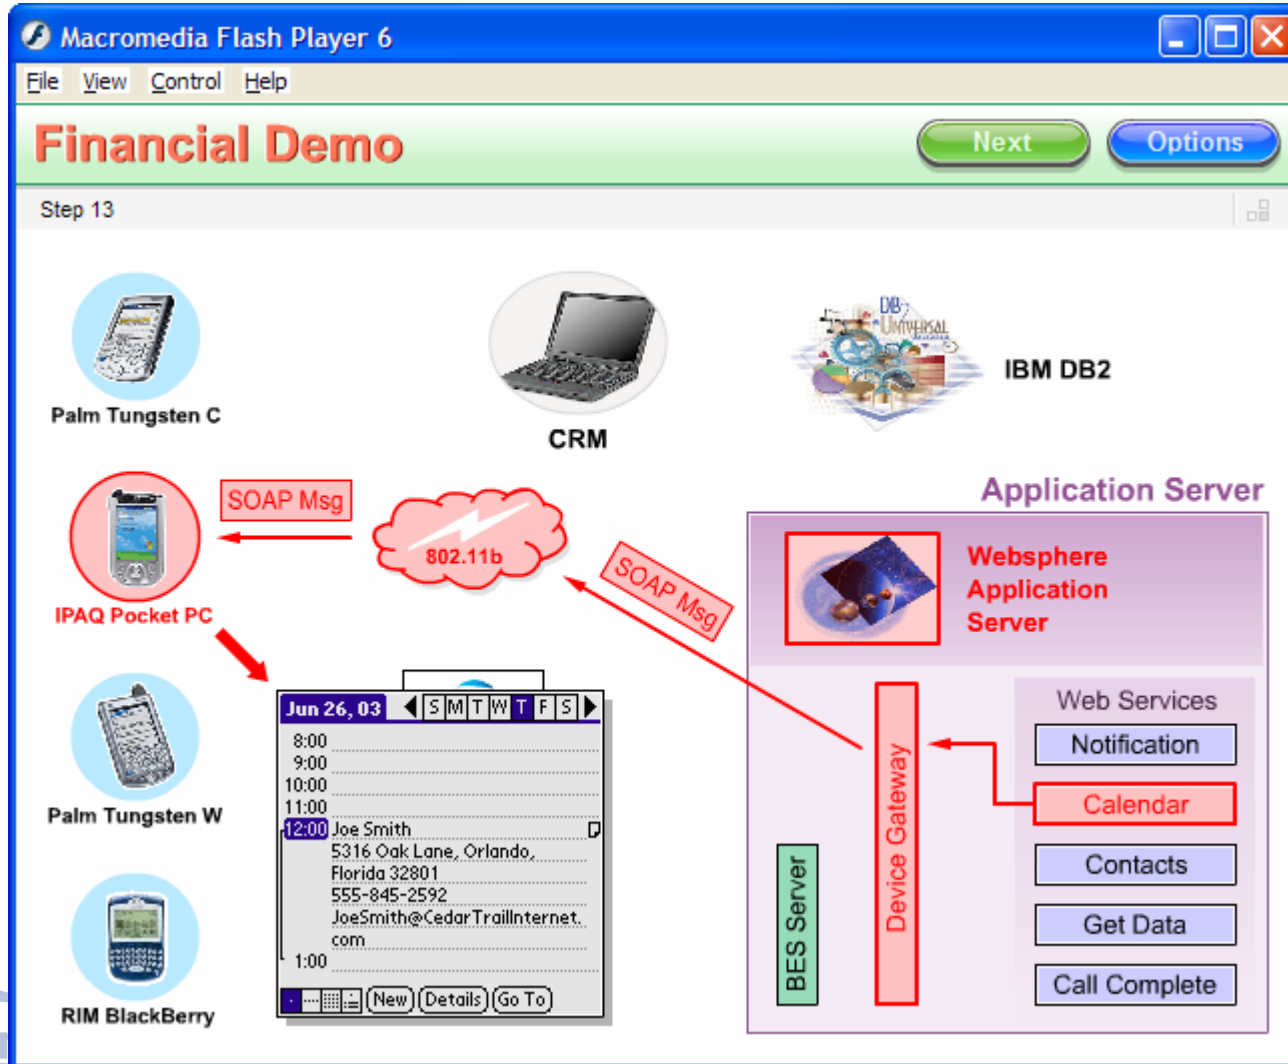 Macromedia Flash Player 6
File View Control Help
Financial Demo
Next
Options
Step 13
Palm Tungsten C
CRM
DB2
UNIVERSAL
IBM DB2
IPAQ Pocket PC
SOAP Msg
802.11b
SOAP Msg
Application Server
Websphere
Application
Server
Palm Tungsten W
Jun 26, 03
S M T W T F S
8:00
9:00
10:00
11:00
12:00 Joe Smith
5316 Oak Lane, Orlando,
Florida 32801
555-845-2592
JoeSmith@CedarTrailInternet.
com
1:00
New Details Go To
RIM BlackBerry
BES Server
Device Gateway
Web Services
Notification
Calendar
Contacts
Get Data
Call Complete